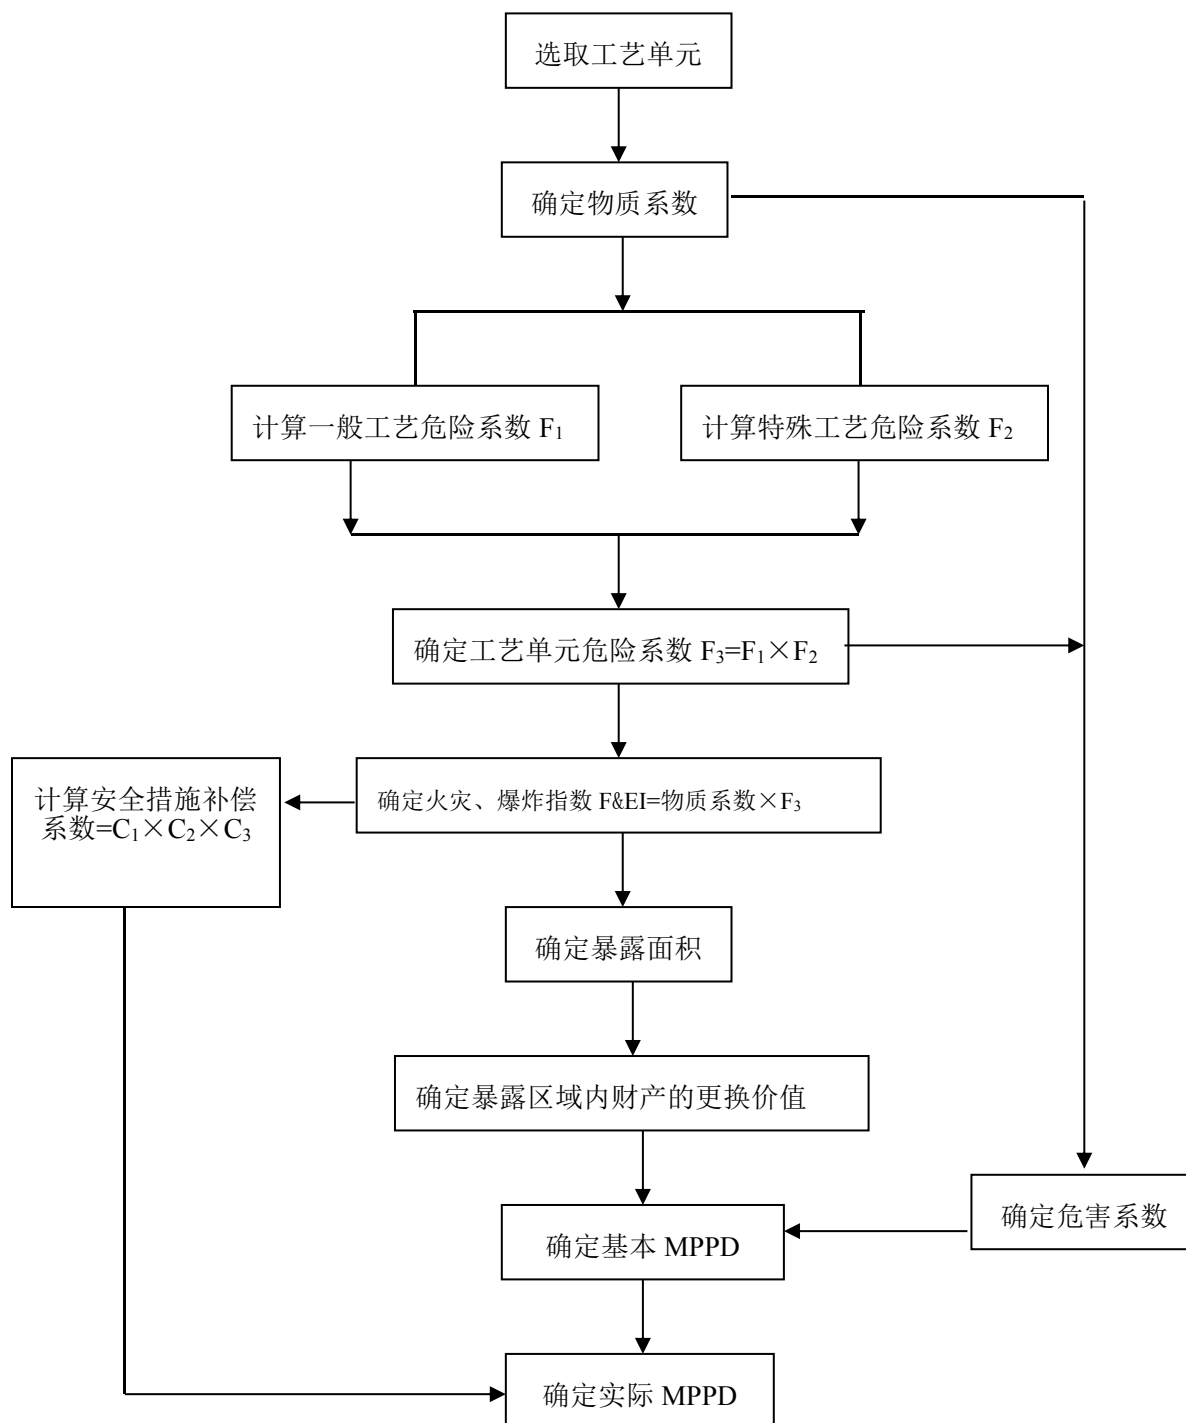 选取工艺单元
确定物质系数
计算一般工艺危险系数 F₁
计算特殊工艺危险系数 F₂
确定工艺单元危险系数 F₃=F₁×F₂
计算安全措施补偿
系数=C₁×C₂×C₃
确定火灾、爆炸指数 F&EI=物质系数×F₃
确定暴露面积
确定暴露区域内财产的更换价值
确定危害系数
确定基本 MPPD
确定实际 MPPD